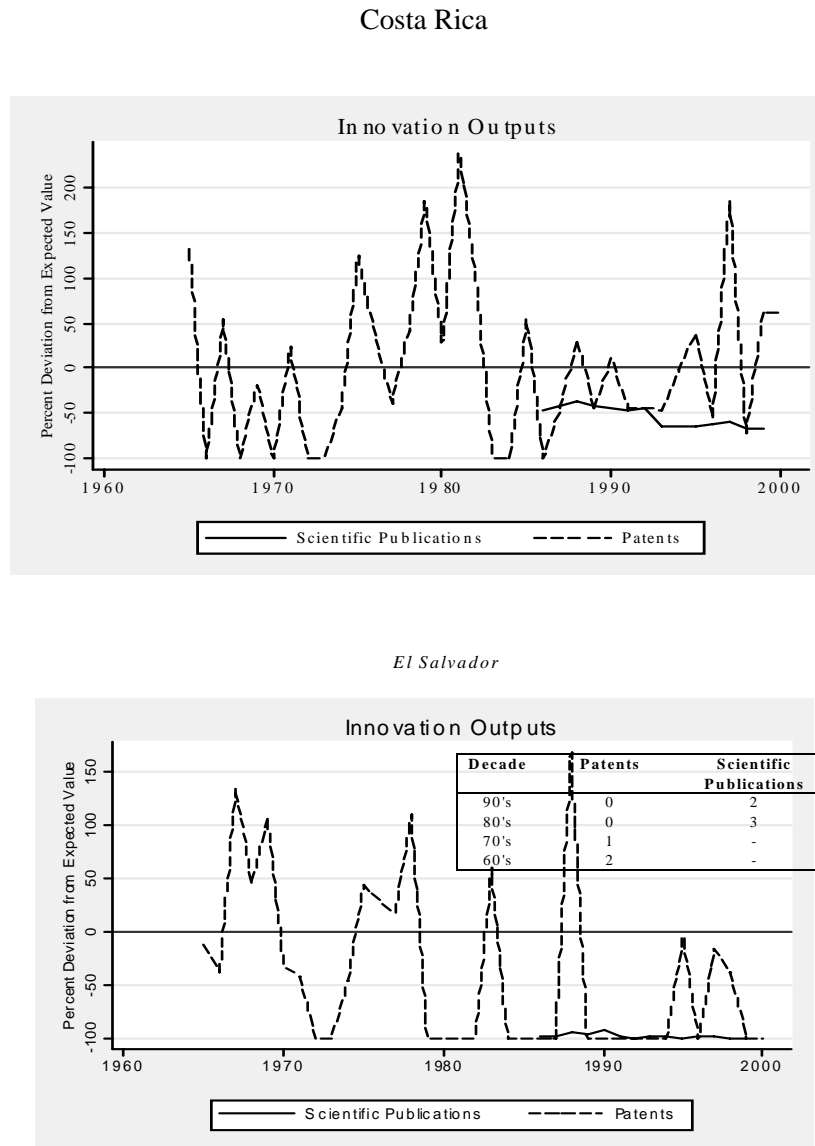 Costa Rica
Innovation Outputs
Percent Deviation from Expected Value
200
150
100
50
0
-50
-100
1960 1970 1980 1990 2000
Scientific Publications Patents
El Salvador
Innovation Outputs
Percent Deviation from Expected Value
150
100
50
0
-50
-100
Decade Patents Scientific
Publications
90's 0 2
80's 0 3
70's 1 -
60's 2 -
1960 1970 1980 1990 2000
Scientific Publications Patents